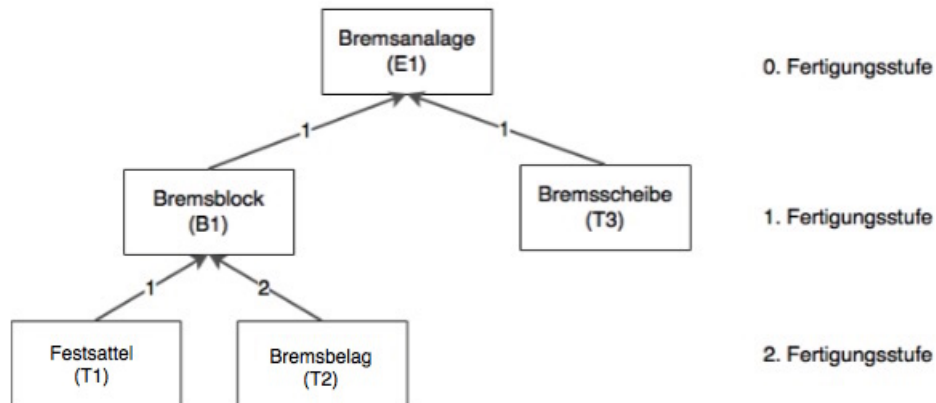 Bremsanalage
(E1)
0. Fertigungsstufe
1
1
Bremsblock
(B1)
Bremsscheibe
(T3)
1. Fertigungsstufe
1
2
Festsattel
(T1)
Bremsbelag
(T2)
2. Fertigungsstufe